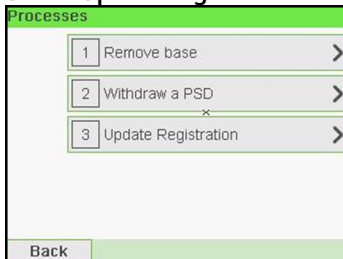 Processes
1 Remove base
2 Withdraw a PSD
3 Update Registration
Back